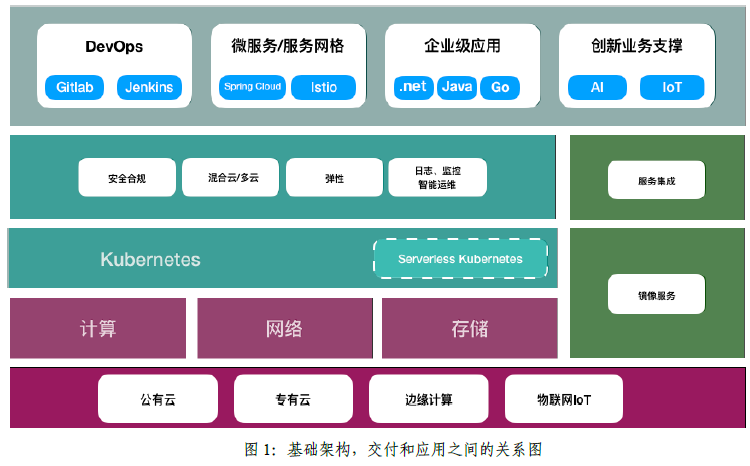 DevOps
Gitlab
Jenkins
微服务/服务网格
Spring Cloud
Istio
企业级应用
.net
Java
Go
创新业务支撑
AI
IoT
安全合规
混合云/多云
弹性
日志、监控
智能运维
服务集成
Kubernetes
Serverless Kubernetes
镜像服务
计算
网络
存储
公有云
专有云
边缘计算
物联网IoT
图 1：基础架构，交付和应用之间的关系图